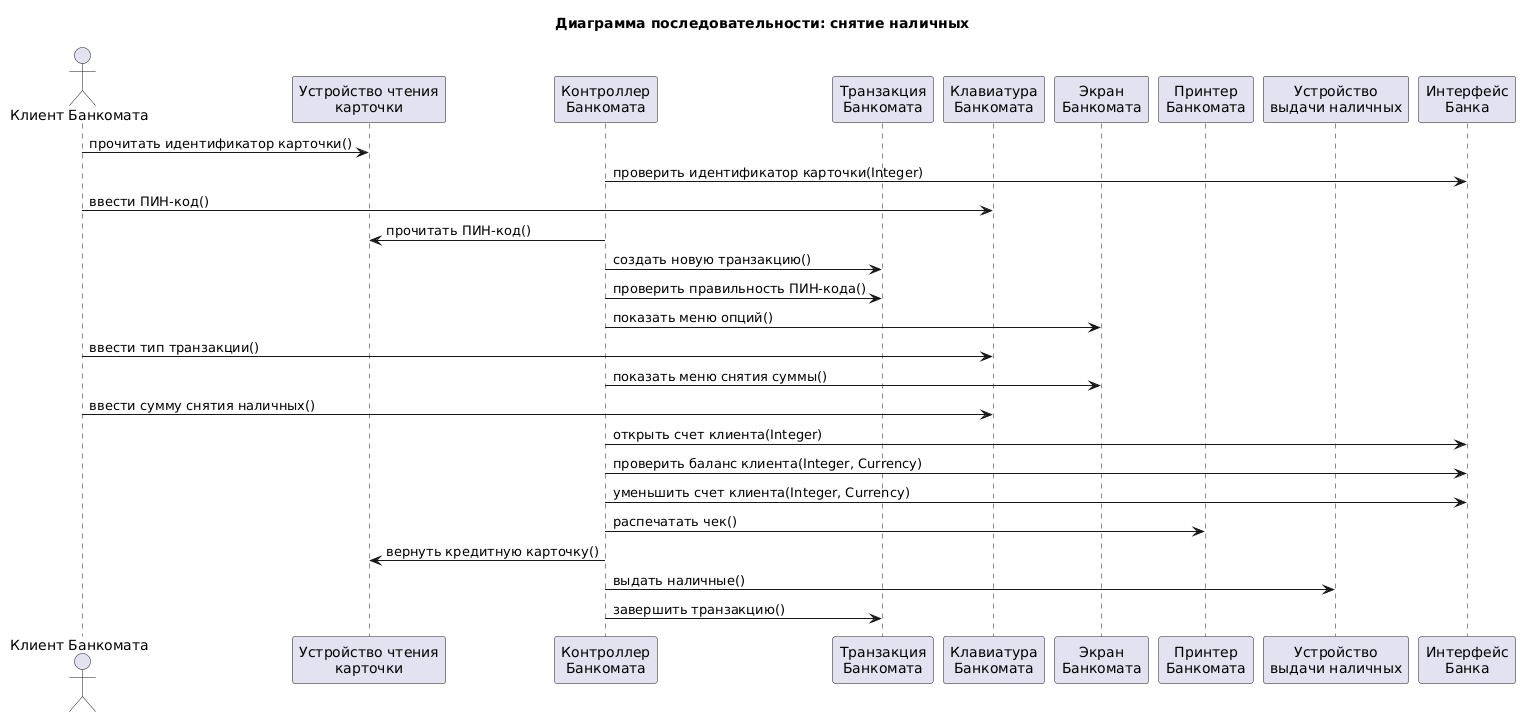 Диаграмма последовательности: снятие наличных
Клиент Банкомата
Устройство чтения
карточки
Контроллер
Банкомата
Транзакция
Банкомата
Клавиатура
Банкомата
Экран
Банкомата
Принтер
Банкомата
Устройство
выдачи наличных
Интерфейс
Банка
прочитать идентификатор карточки()
проверить идентификатор карточки(Integer)
ввести ПИН-код()
прочитать ПИН-код()
создать новую транзакцию()
проверить правильность ПИН-кода()
показать меню опций()
ввести тип транзакции()
показать меню снятия суммы()
ввести сумму снятия наличных()
открыть счет клиента(Integer)
проверить баланс клиента(Integer, Currency)
уменьшить счет клиента(Integer, Currency)
распечатать чек()
вернуть кредитную карточку()
выдать наличные()
завершить транзакцию()
Клиент Банкомата
Устройство чтения
карточки
Контроллер
Банкомата
Транзакция
Банкомата
Клавиатура
Банкомата
Экран
Банкомата
Принтер
Банкомата
Устройство
выдачи наличных
Интерфейс
Банка